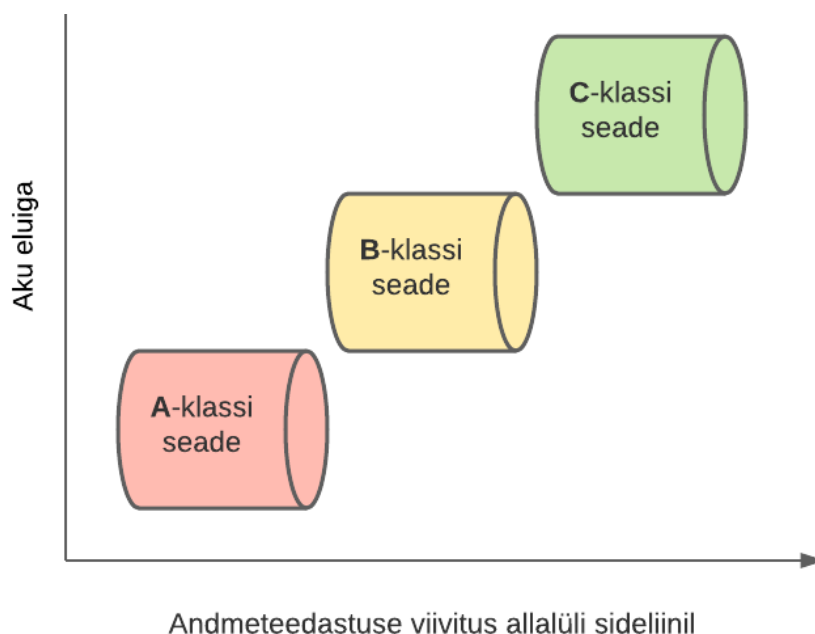 C-klassi
seade
B-klassi
seade
A-klassi
seade
Aku eluiga
Andmeteedastuse viivitus allalüli sideliinil